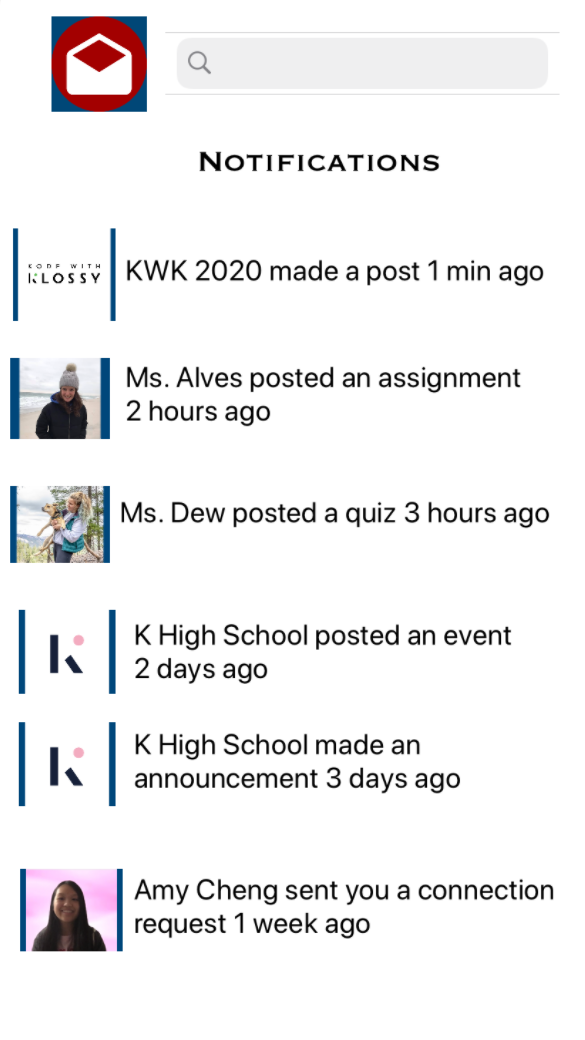 Notifications
KODE WITH
KLOSSY
KWK 2020 made a post 1 min ago
Ms. Alves posted an assignment
2 hours ago
Ms. Dew posted a quiz 3 hours ago
K High School posted an event
2 days ago
K High School made an
announcement 3 days ago
Amy Cheng sent you a connection
request 1 week ago